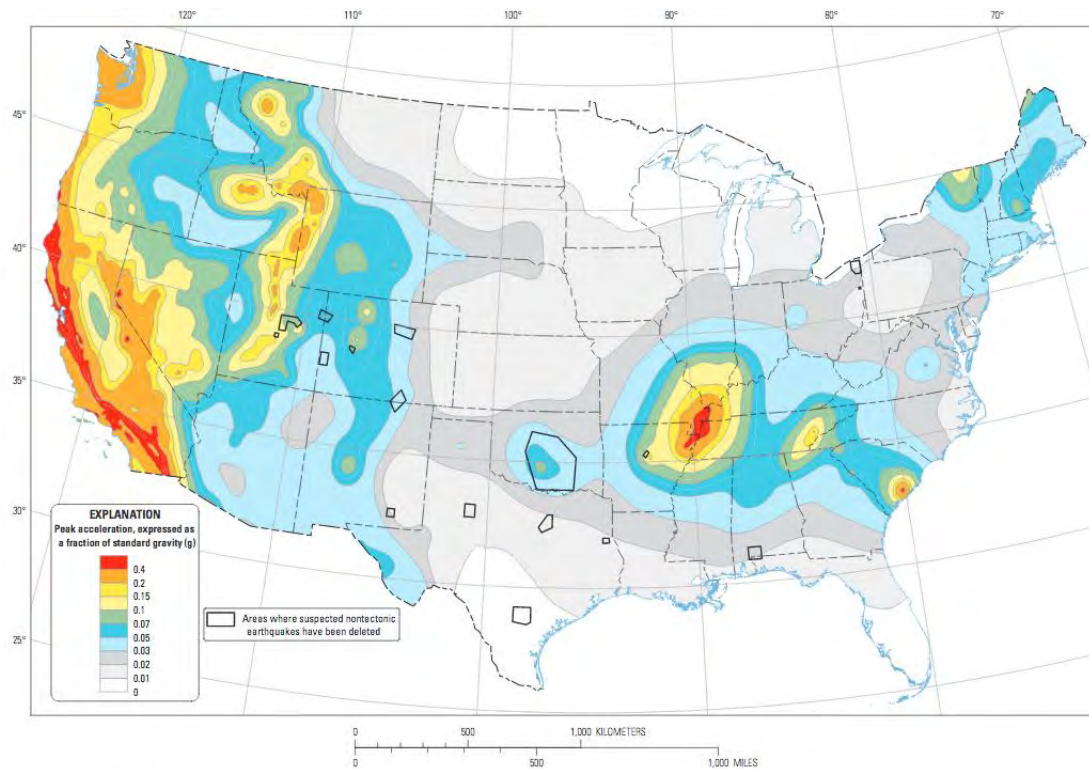 120° 110° 100° 90° 80° 70°
45°
40°
35°
30°
25°
EXPLANATION
Peak acceleration, expressed as
a fraction of standard gravity (g)
0.4
0.2
0.15
0.1
0.07
0.05
0.03
0.02
0.01
0
Areas where suspected nontectonic
earthquakes have been deleted
0 500 1,000 KILOMETERS
0 500 1,000 MILES